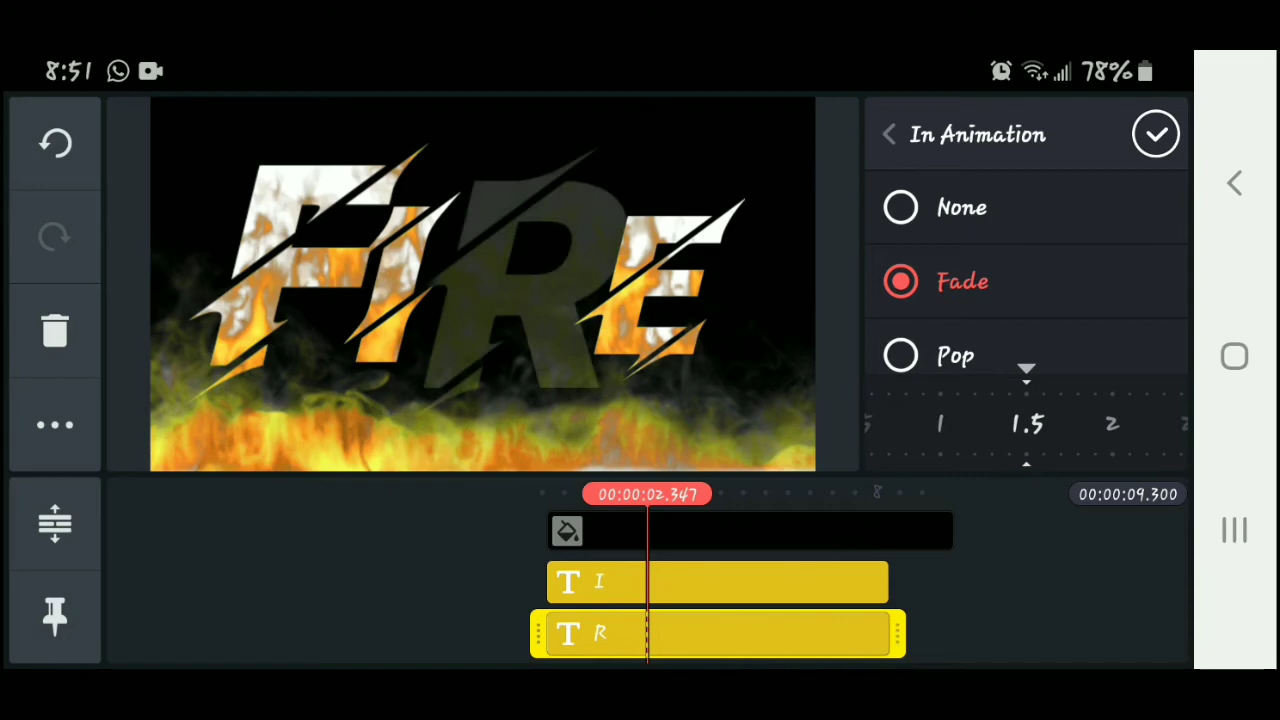 8:51
78%
FIRE
In Animation
None
Fade
Pop
1 1.5 2
00:00:02.347
8
00:00:09.300
T I
T R